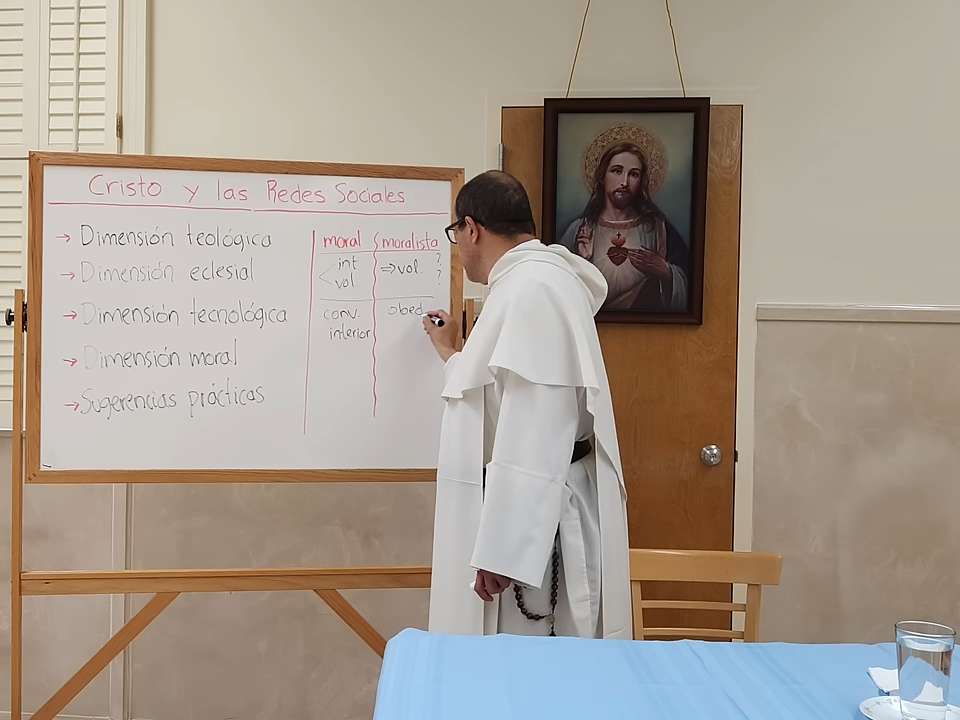 Cristo y las Redes Sociales
→ Dimensión teológica
→ Dimensión eclesial
→ Dimensión tecnológica
→ Dimensión moral
→ Sugerencias prácticas
moral
int
vol.
conv.
interior
moralista
⇒vol. ?
?
obed